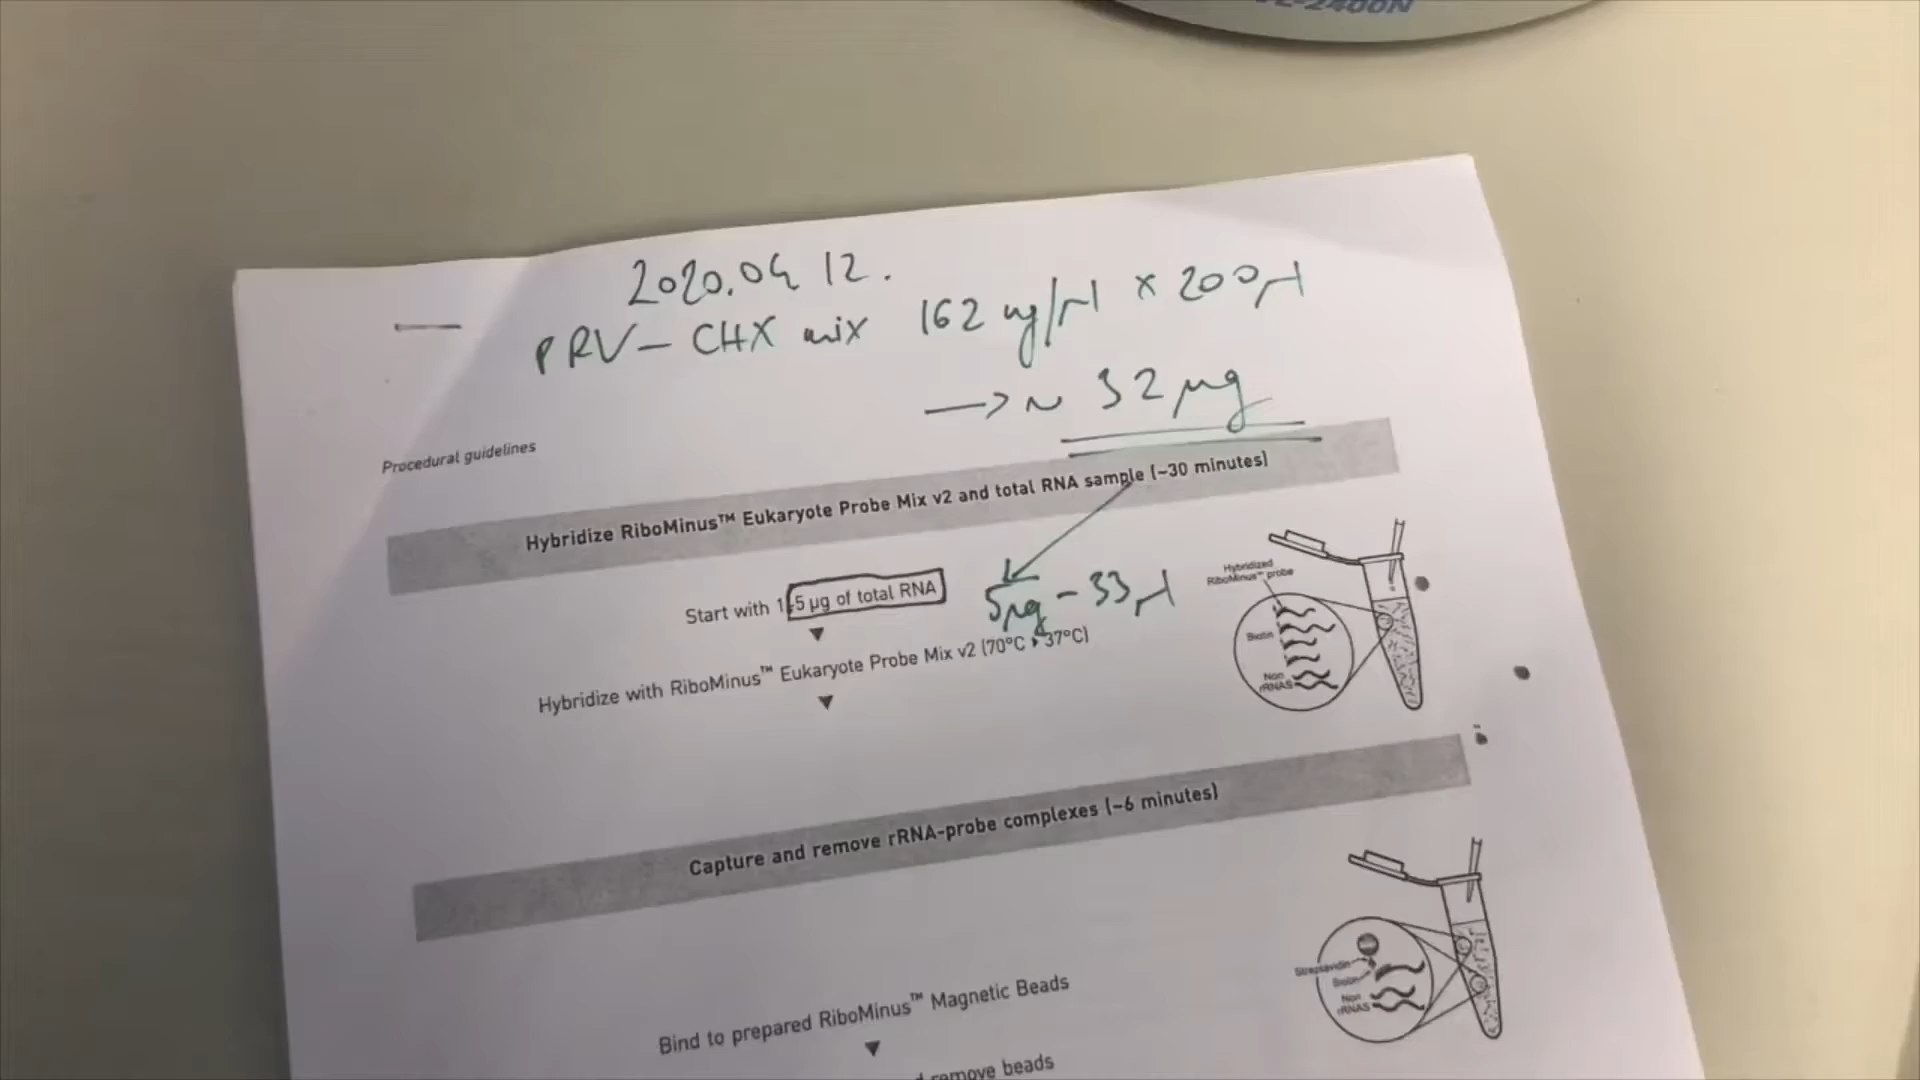 -2400N
2020.04 12.
— PRV – CHX mix 162 ng/µl x 200µl
→ ~ 32 µg
Procedural guidelines
Hybridize RiboMinus™ Eukaryote Probe Mix v2 and total RNA sample (~30 minutes)
Start with 1–5 µg of total RNA
5µg – 33µl
▼
Hybridize with RiboMinus™ Eukaryote Probe Mix v2 (70°C ▸ 37°C)
▼
Hybridized
RiboMinus™ probe
Biotin
Non
rRNAS
Capture and remove rRNA-probe complexes (~6 minutes)
Bind to prepared RiboMinus™ Magnetic Beads
▼
remove beads
Streptavidin
Biotin
Non
rRNAS